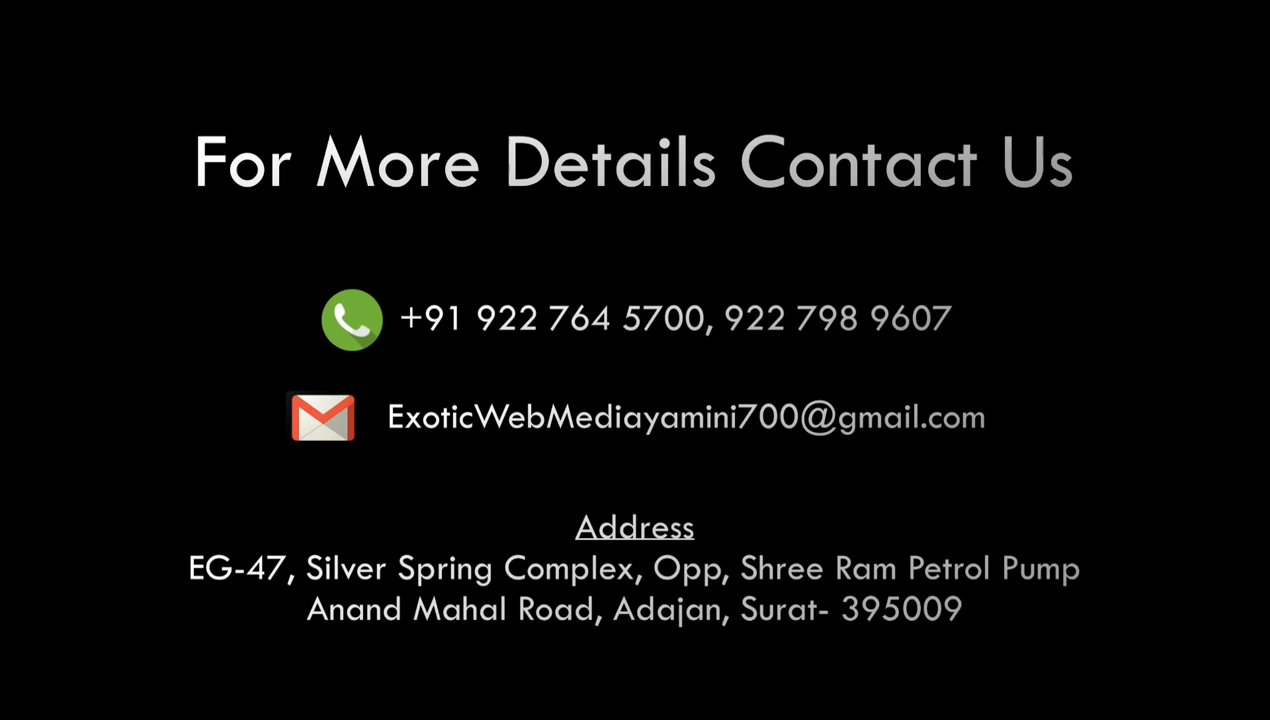 For More Details Contact Us
+91 922 764 5700, 922 798 9607
ExoticWebMediayamini700@gmail.com
Address
EG-47, Silver Spring Complex, Opp, Shree Ram Petrol Pump
Anand Mahal Road, Adajan, Surat- 395009